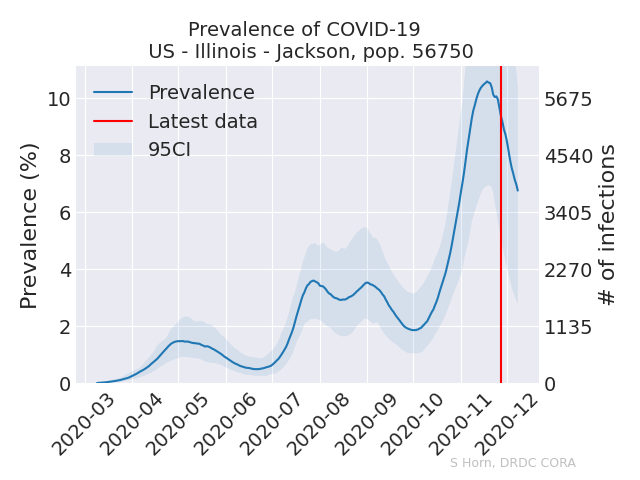 Prevalence of COVID-19
US - Illinois - Jackson, pop. 56750
Prevalence
Latest data
95CI
Prevalence (%)
10
8
6
4
2
0
5675
4540
3405
2270
1135
0
# of infections
2020-03
2020-04
2020-05
2020-06
2020-07
2020-08
2020-09
2020-10
2020-11
2020-12
S Horn, DRDC CORA